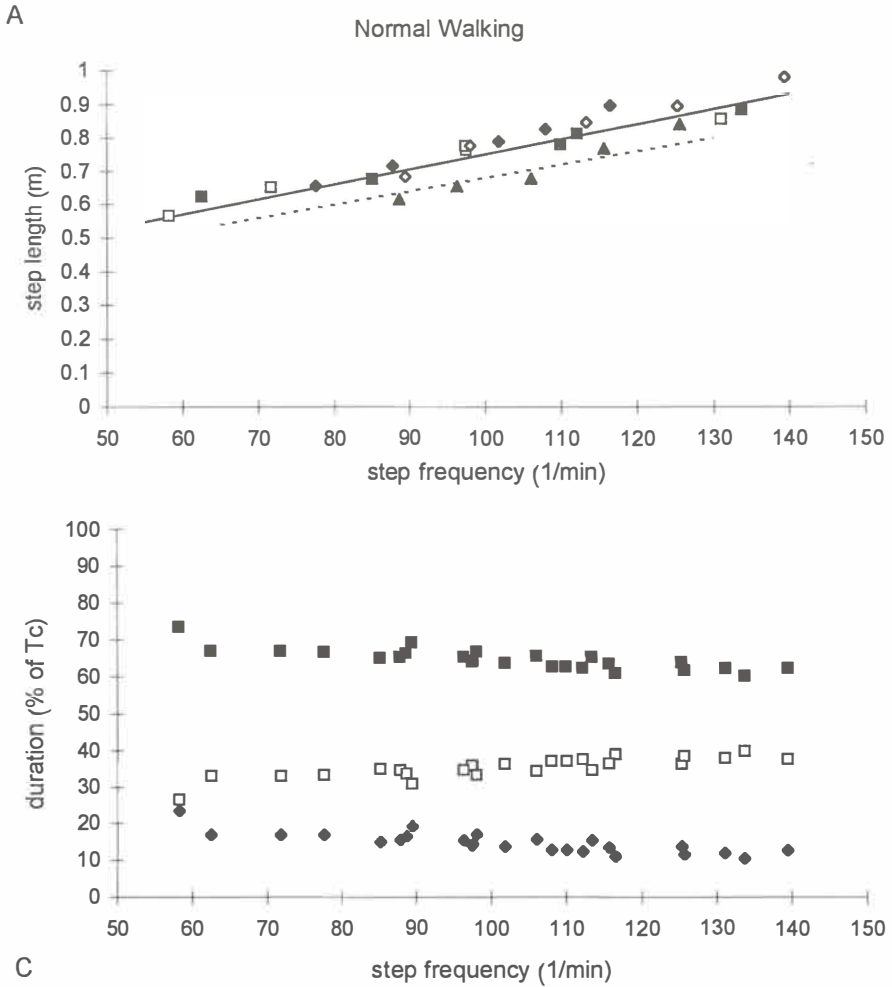 A
Normal Walking
1
0.9
0.8
0.7
0.6
0.5
0.4
0.3
0.2
0.1
0
step length (m)
50 60 70 80 90 100 110 120 130 140 150
step frequency (1/min)
100
90
80
70
60
50
40
30
20
10
0
duration (% of Tc)
50 60 70 80 90 100 110 120 130 140 150
C
step frequency (1/min)